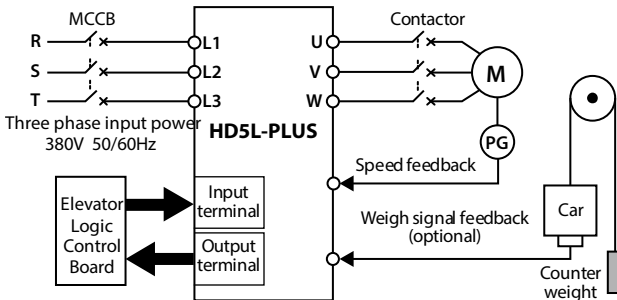 MCCB
Contactor
R
L1
U
S
L2
V
M
T
L3
W
Three phase input power
380V 50/60Hz
HD5L-PLUS
PG
Speed feedback
Elevator
Logic
Control
Board
Input
terminal
Output
terminal
Weigh signal feedback
(optional)
Car
Counter
weight